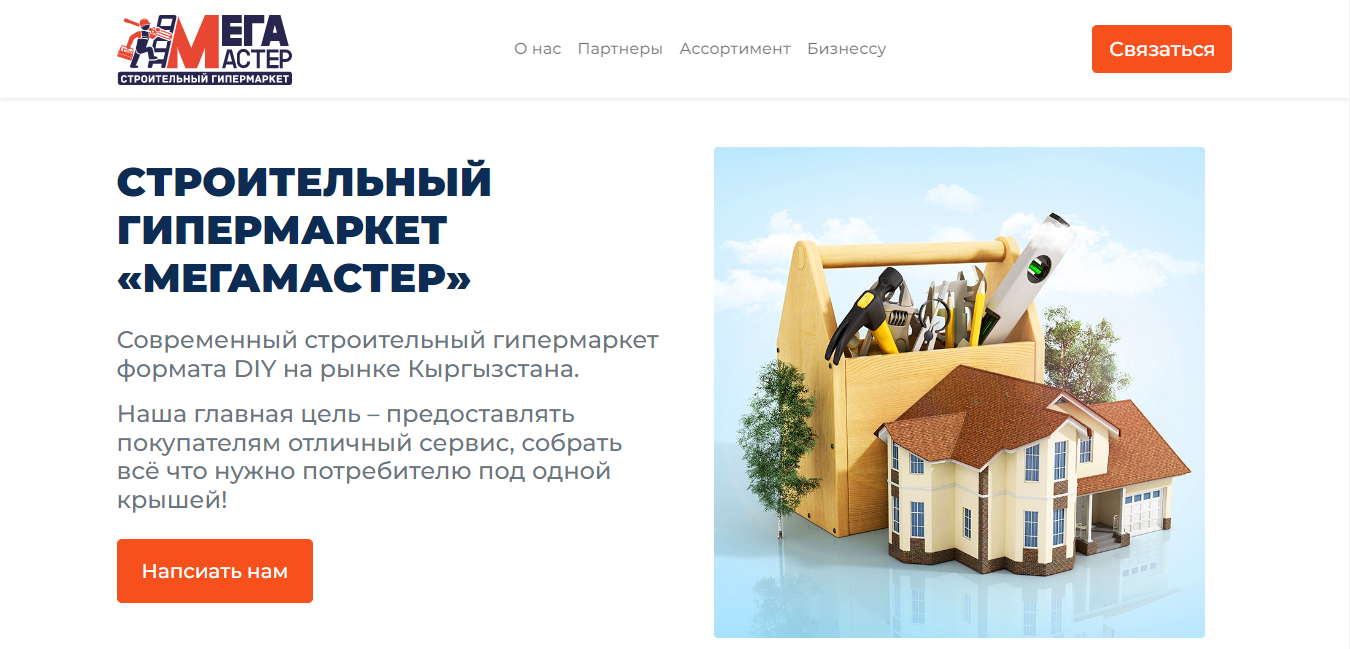 МЕГА
МАСТЕР
СТРОИТЕЛЬНЫЙ ГИПЕРМАРКЕТ
О нас Партнеры Ассортимент Бизнессу
Связаться
СТРОИТЕЛЬНЫЙ
ГИПЕРМАРКЕТ
«МЕГАМАСТЕР»
Современный строительный гипермаркет
формата DIY на рынке Кыргызстана.
Наша главная цель – предоставлять
покупателям отличный сервис, собрать
всё что нужно потребителю под одной
крышей!
Напсиать нам